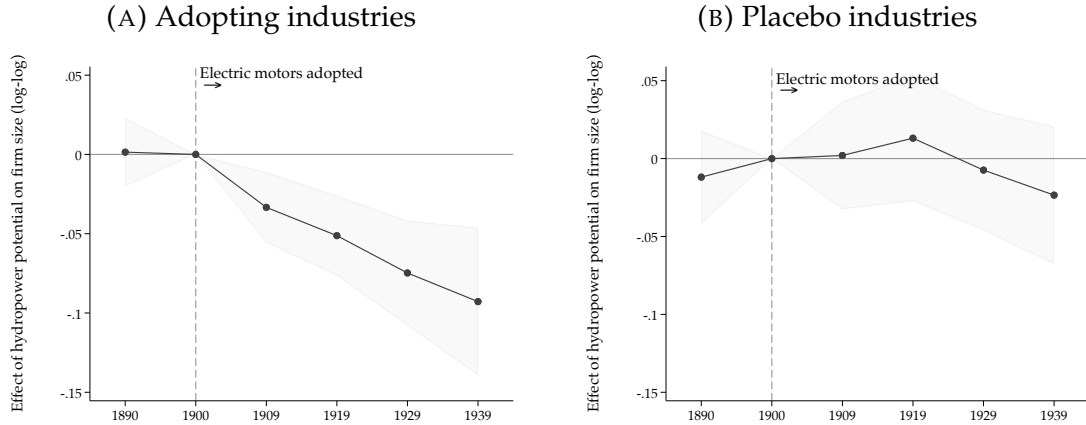 (A) Adopting industries
Effect of hydropower potential on firm size (log-log)
Electric motors adopted
.05
0
-.05
-.1
-.15
1890 1900 1909 1919 1929 1939
(B) Placebo industries
Effect of hydropower potential on firm size (log-log)
Electric motors adopted
.05
0
-.05
-.1
-.15
1890 1900 1909 1919 1929 1939